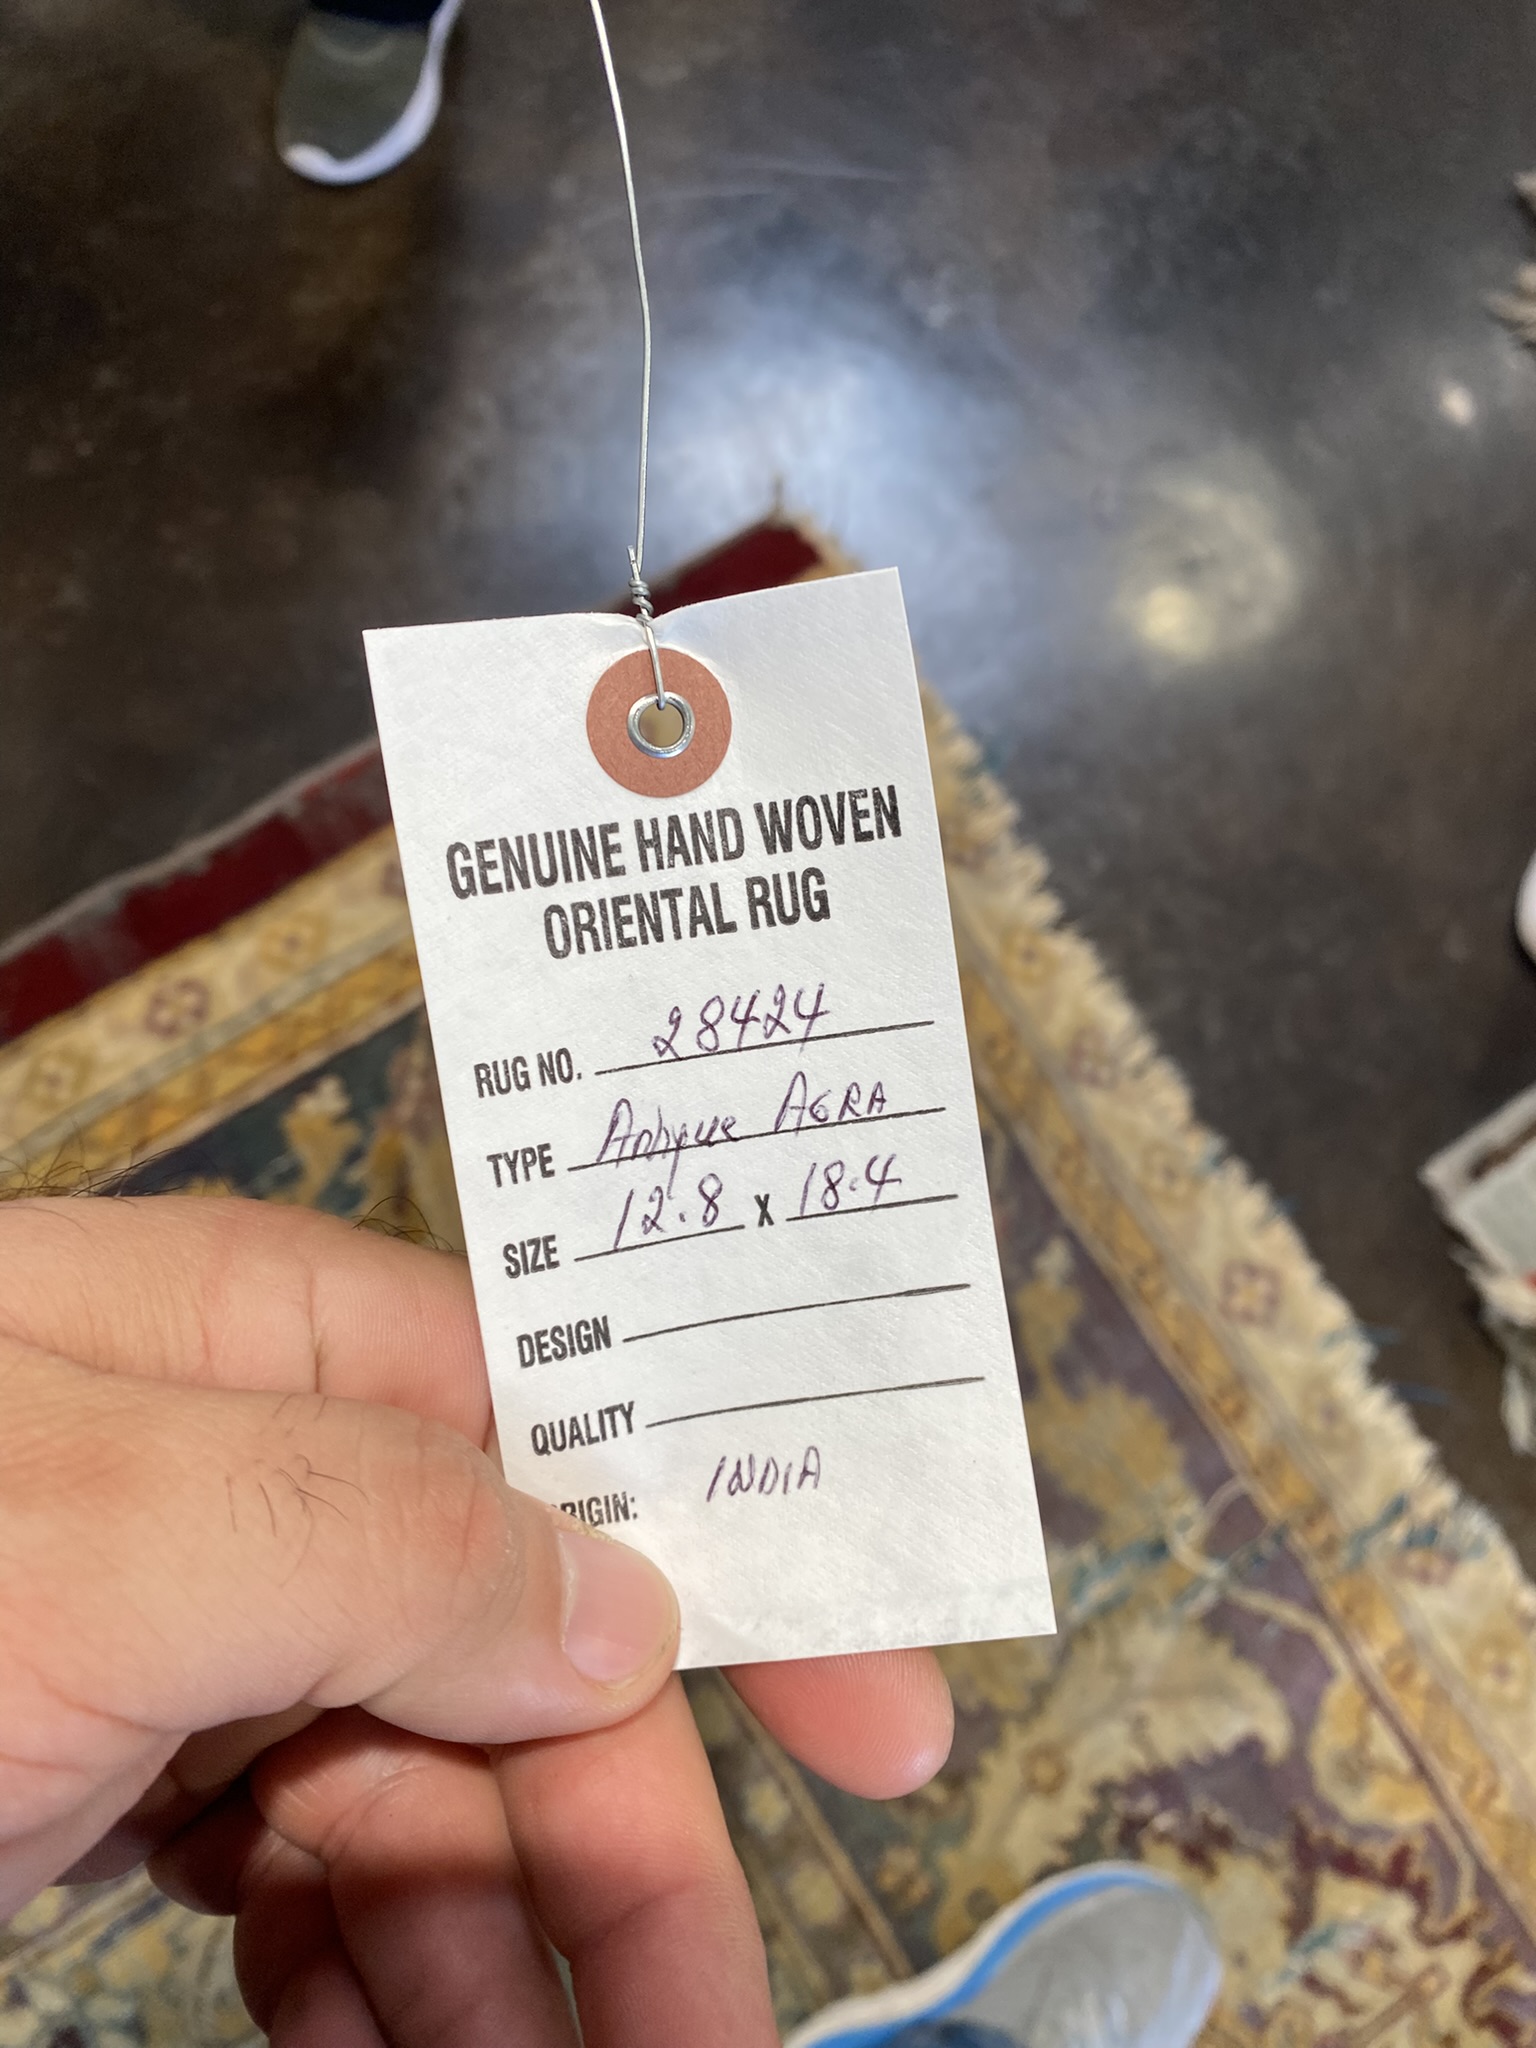 GENUINE HAND WOVEN
ORIENTAL RUG
RUG NO. 28424
TYPE Antique AGRA
SIZE 12.8 x 18.4
DESIGN
QUALITY
RIGIN: INDIA